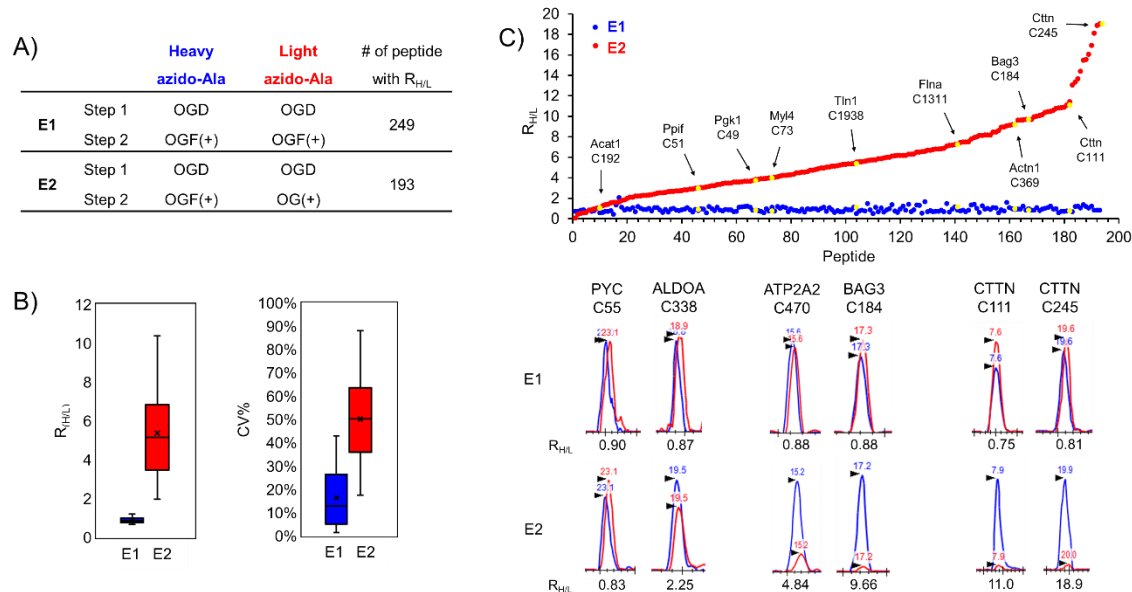 A)
Heavy azido-Ala
Light azido-Ala
# of peptide with R_H/L
E1
Step 1 OGD OGD
249
Step 2 OGF(+) OGF(+)
E2
Step 1 OGD OGD
193
Step 2 OGF(+) OG(+)
B)
12
10
8
6
4
2
0
R(H/L)
E1 E2
100%
90%
80%
70%
60%
50%
40%
30%
20%
10%
0%
CV%
E1 E2
C)
20
18
16
14
12
10
8
6
4
2
0
R_H/L
E1
E2
Acat1 C192
Ppif C51
Pgk1 C49
Myl4 C73
Tln1 C1938
Flna C1311
Bag3 C184
Cttn C245
Actn1 C369
Cttn C111
0 20 40 60 80 100 120 140 160 180 200
Peptide
PYC C55
ALDOA C338
ATP2A2 C470
BAG3 C184
CTTN C111
CTTN C245
E1
23.1
18.9
15.6
15.6
17.3
17.3
7.6
7.6
19.6
19.6
R_H/L 0.90 0.87 0.88 0.88 0.75 0.81
E2
23.1
23.1
19.5
19.5
15.2
15.2
17.2
17.2
7.9
7.9
19.9
20.0
R_H/L 0.83 2.25 4.84 9.66 11.0 18.9